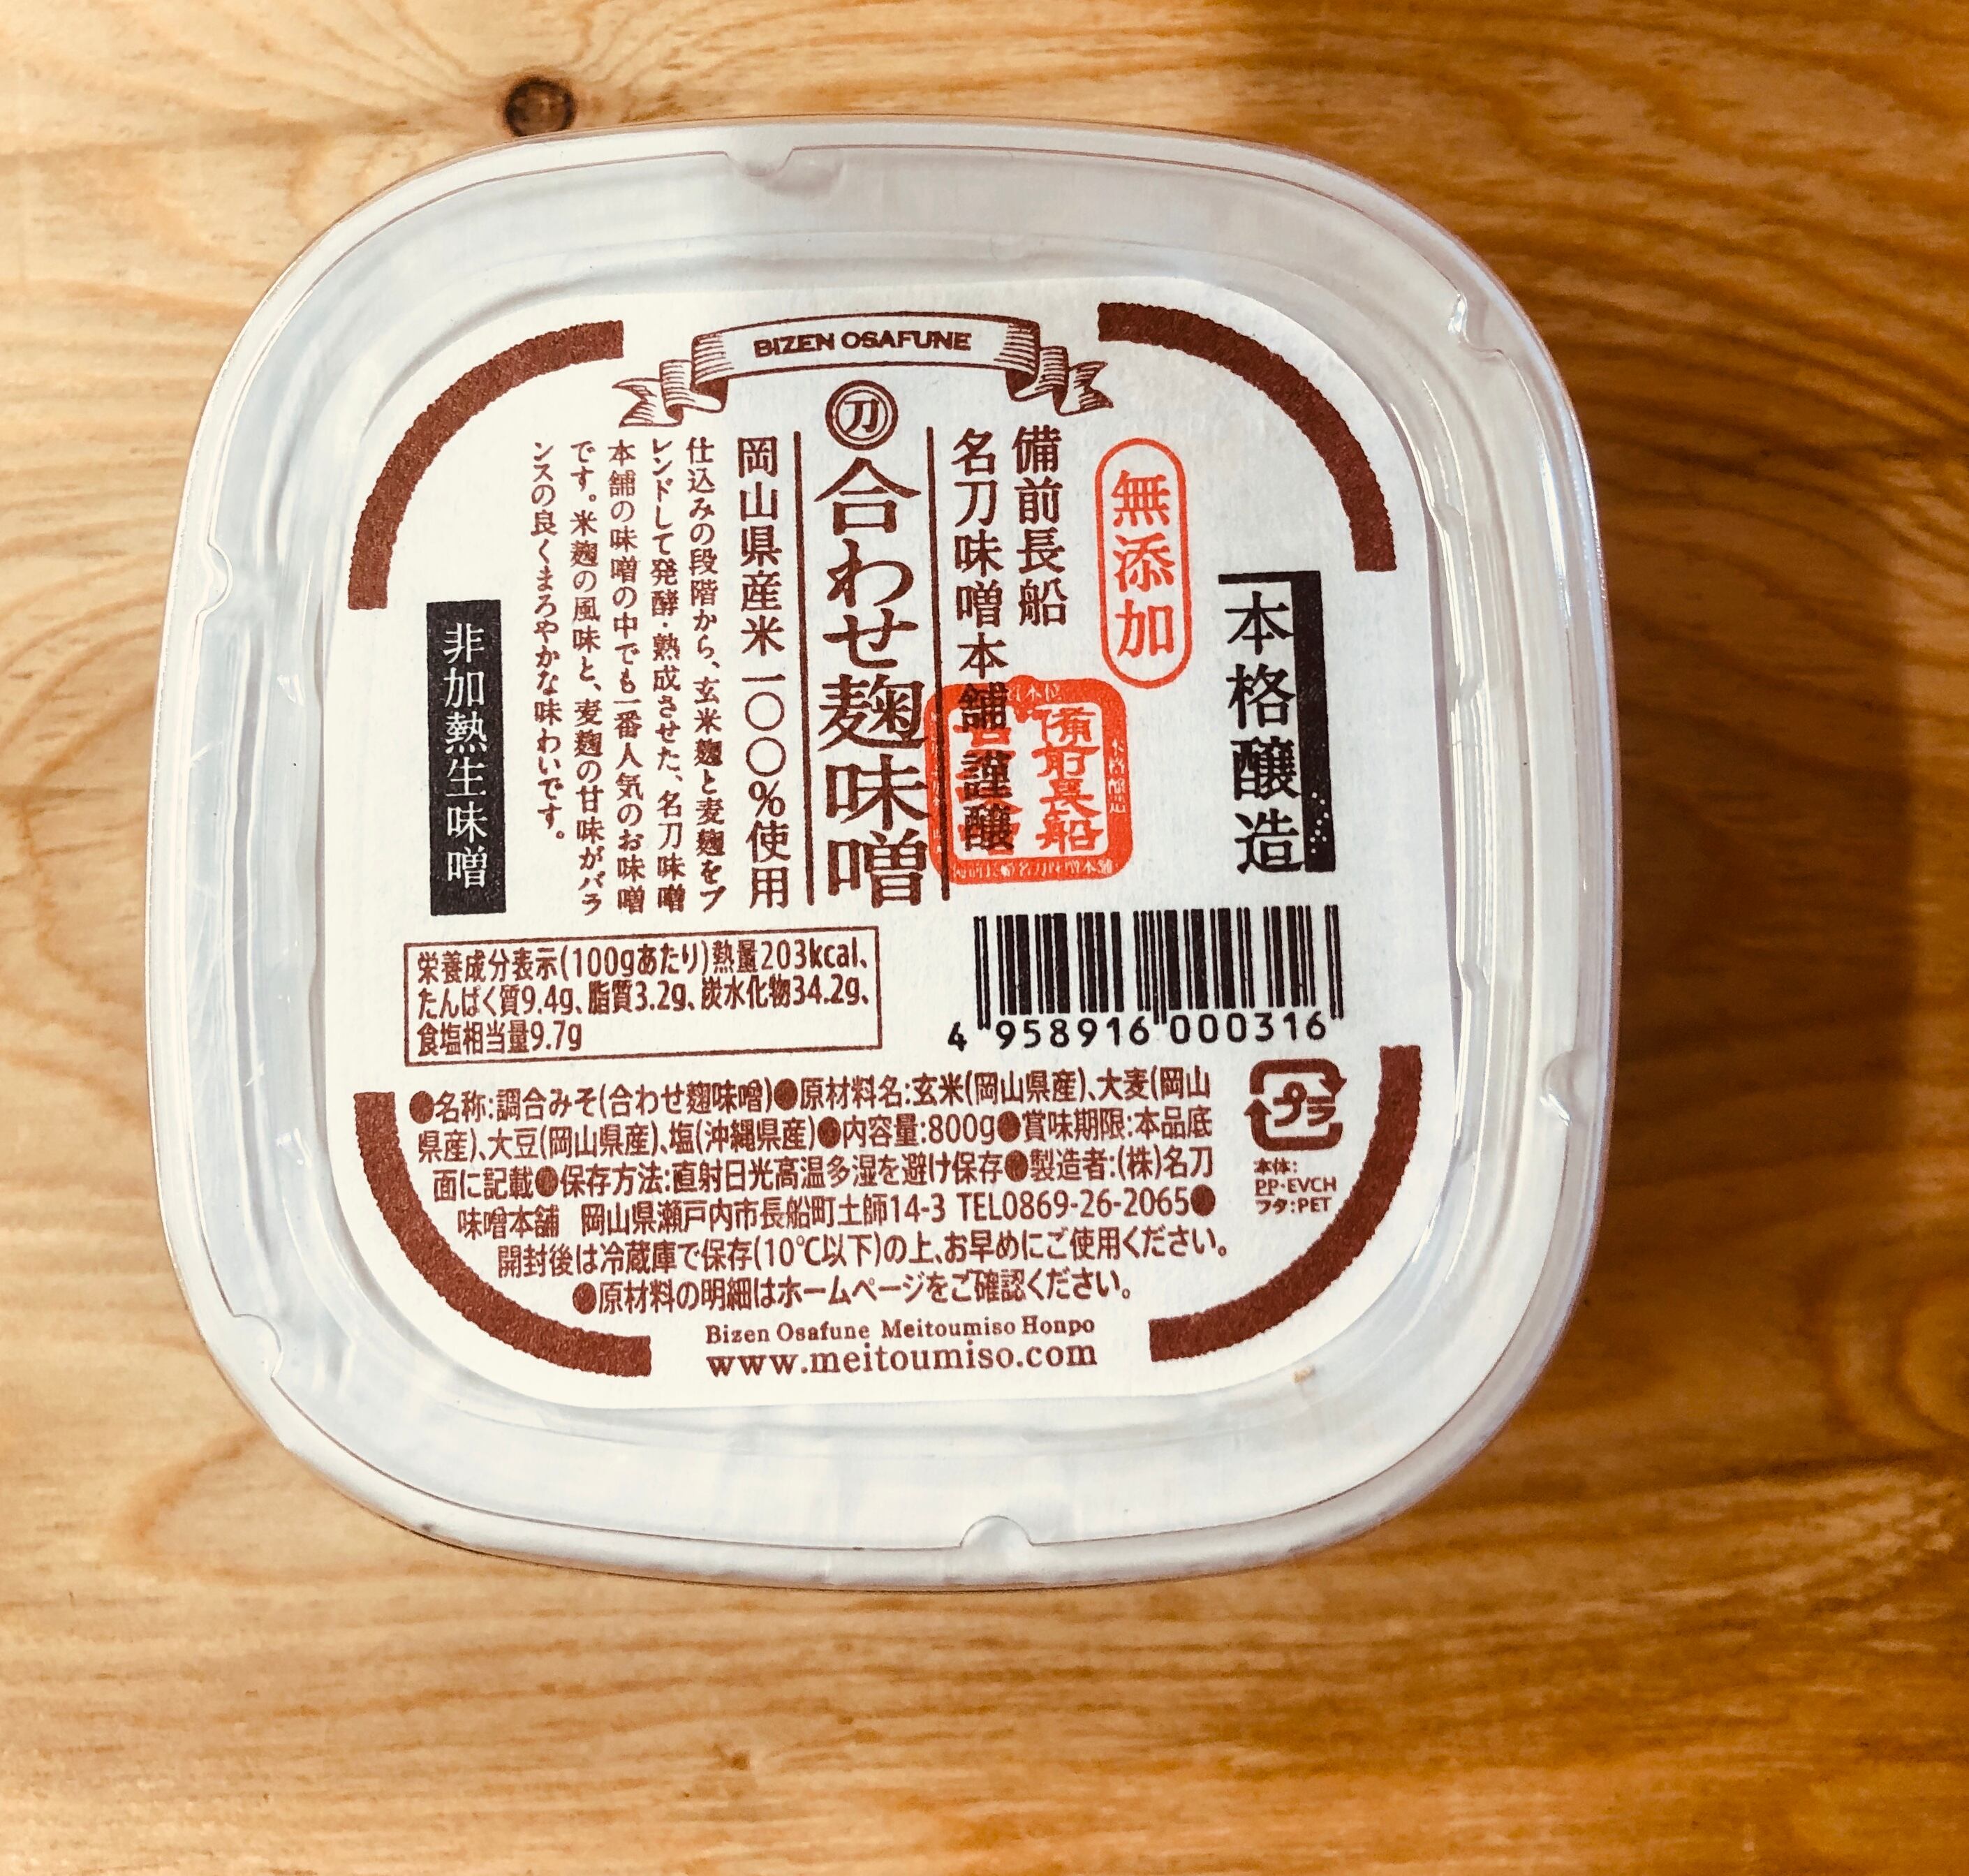 BIZEN OSAFUNE
本格醸造
無添加
備前長船
名刀味噌本舗謹醸
備前長船
刀
合わせ麹味噌
岡山県産米一〇〇%使用
仕込みの段階から、玄米麹と麦麹をブ
レンドして発酵・熟成させた、名刀味噌
本舗の味噌の中でも一番人気のお味噌
です。米麹の風味と、麦麹の甘味がバラ
ンスの良くまろやかな味わいです。
非加熱生味噌
栄養成分表示(100gあたり)熱量203kcal、
たんぱく質9.4g、脂質3.2g、炭水化物34.2g、
食塩相当量9.7g
4 958916 000316
●名称:調合みそ(合わせ麹味噌)●原材料名:玄米(岡山県産)、大麦(岡山
県産)、大豆(岡山県産)、塩(沖縄県産)●内容量:800g●賞味期限:本品底
面に記載●保存方法:直射日光高温多湿を避け保存●製造者:(株)名刀
味噌本舗 岡山県瀬戸内市長船町土師14-3 TEL0869-26-2065●
開封後は冷蔵庫で保存(10℃以下)の上、お早めにご使用ください。
●原材料の明細はホームページをご確認ください。
プラ
本体:
PP・EVCH
フタ:PET
Bizen Osafune Meitoumiso Honpo
www.meitoumiso.com